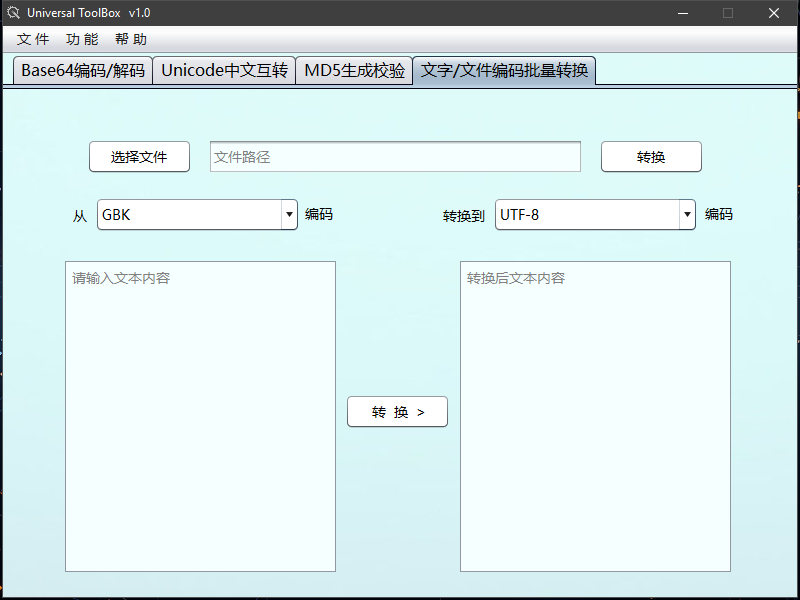 Universal ToolBox v1.0
文件 功能 帮助
Base64编码/解码 Unicode中文互转 MD5生成校验 文字/文件编码批量转换
选择文件 文件路径 转换
从 GBK 编码 转换到 UTF-8 编码
请输入文本内容 转换后文本内容
转 换 >